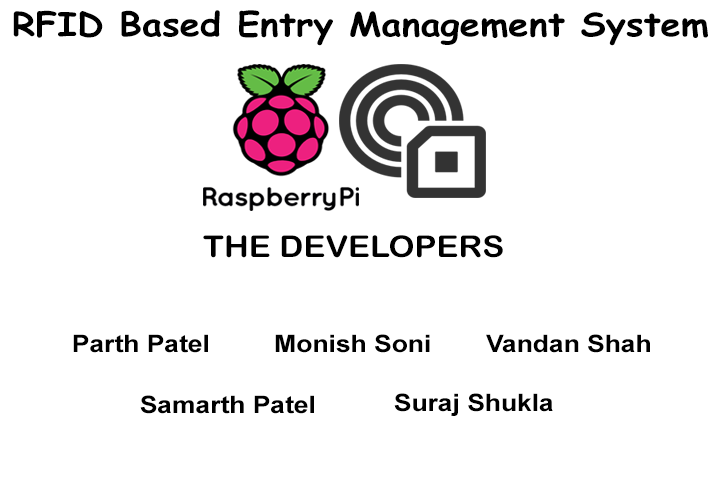 RFID Based Entry Management System
RaspberryPi
THE DEVELOPERS
Parth Patel Monish Soni Vandan Shah
Samarth Patel Suraj Shukla